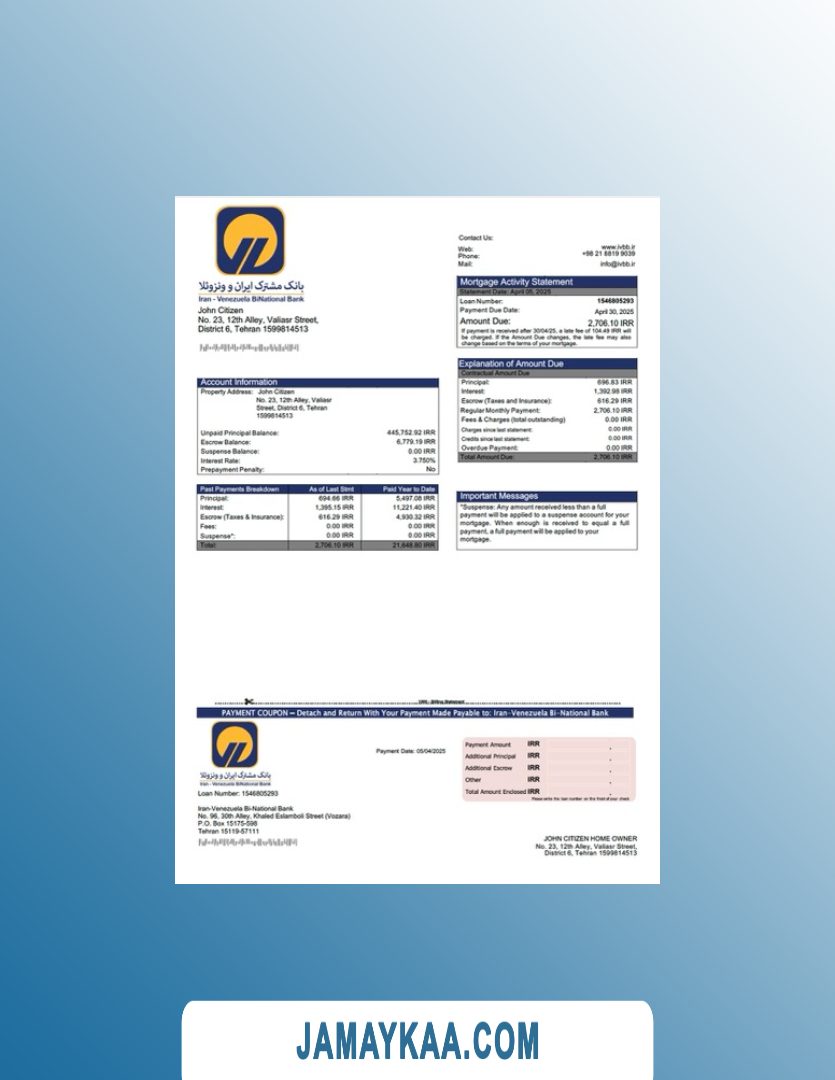 بانک مشترک ایران و ونزوئلا
Iran - Venezuela BiNational Bank
John Citizen
No. 23, 12th Alley, Valiasr Street,
District 6, Tehran 1599814513
Contact Us:
Web: www.ivbb.ir
Phone: +98 21 8819 9039
Mail: info@ivbb.ir
Mortgage Activity Statement
Statement Date: April 05, 2025
Loan Number: 1546805293
Payment Due Date: April 30, 2025
Amount Due: 2,706.10 IRR
If payment is received after 30/04/25, a late fee of 104.49 IRR will
be charged. If the Amount Due changes, the late fee may also
change based on the terms of your mortgage.
Explanation of Amount Due
Contractual Amount Due
Principal: 696.83 IRR
Interest: 1,392.98 IRR
Escrow (Taxes and Insurance): 616.29 IRR
Regular Monthly Payment: 2,706.10 IRR
Fees & Charges (total outstanding) 0.00 IRR
Charges since last statement: 0.00 IRR
Credits since last statement: 0.00 IRR
Overdue Payment: 0.00 IRR
Total Amount Due: 2,706.10 IRR
Account Information
Property Address: John Citizen
No. 23, 12th Alley, Valiasr
Street, District 6, Tehran
1599814513
Unpaid Principal Balance: 445,752.92 IRR
Escrow Balance: 6,779.19 IRR
Suspense Balance: 0.00 IRR
Interest Rate: 3.750%
Prepayment Penalty: No
Past Payments Breakdown As of Last Stmt Paid Year to Date
Principal: 694.66 IRR 5,497.08 IRR
Interest: 1,395.15 IRR 11,221.40 IRR
Escrow (Taxes & Insurance): 616.29 IRR 4,930.32 IRR
Fees: 0.00 IRR 0.00 IRR
Suspense*: 0.00 IRR 0.00 IRR
Total: 2,706.10 IRR 21,648.80 IRR
Important Messages
*Suspense: Any amount received less than a full
payment will be applied to a suspense account for your
mortgage. When enough is received to equal a full
payment, a full payment will be applied to your
mortgage.
PAYMENT COUPON – Detach and Return With Your Payment Made Payable to: Iran-Venezuela Bi-National Bank
بانک مشترک ایران و ونزوئلا
Iran - Venezuela BiNational Bank
Loan Number: 1546805293
Payment Date: 05/04/2025
Payment Amount IRR .
Additional Principal IRR .
Additional Escrow IRR .
Other IRR .
Total Amount Enclosed IRR .
Please write the loan number on the front of your check.
Iran-Venezuela Bi-National Bank
No. 96, 30th Alley, Khaled Eslamboli Street (Vozara)
P.O. Box 15175-598
Tehran 15119-57111
JOHN CITIZEN HOME OWNER
No. 23, 12th Alley, Valiasr Street,
District 6, Tehran 1599814513
JAMAYKAA.COM